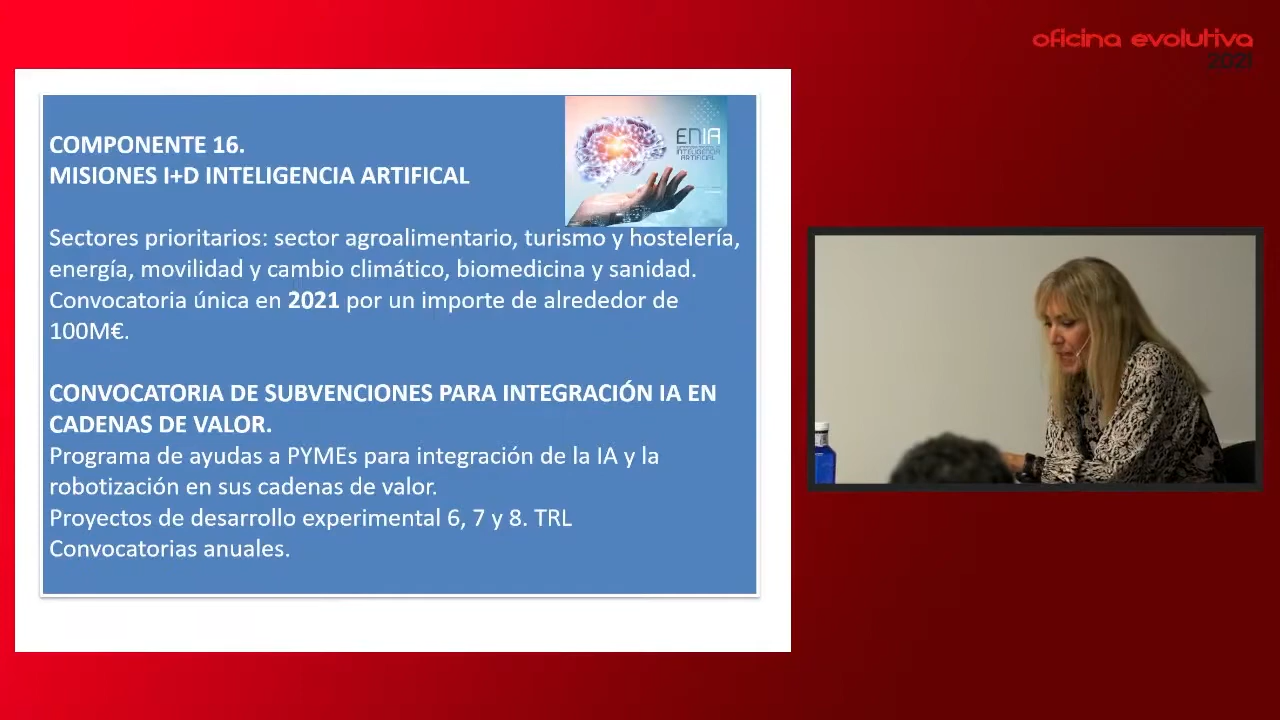 oficina evolutiva
2021
COMPONENTE 16.
MISIONES I+D INTELIGENCIA ARTIFICAL
ENIA
INTELIGENCIA
ARTIFICIAL
Sectores prioritarios: sector agroalimentario, turismo y hostelería,
energía, movilidad y cambio climático, biomedicina y sanidad.
Convocatoria única en 2021 por un importe de alrededor de
100M€.
CONVOCATORIA DE SUBVENCIONES PARA INTEGRACIÓN IA EN
CADENAS DE VALOR.
Programa de ayudas a PYMEs para integración de la IA y la
robotización en sus cadenas de valor.
Proyectos de desarrollo experimental 6, 7 y 8. TRL
Convocatorias anuales.